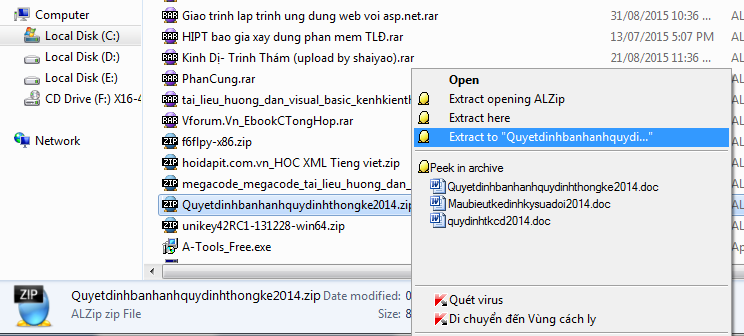 Computer
Local Disk (C:)
Local Disk (D:)
Local Disk (E:)
CD Drive (F:) X16-4
Network
Giao trinh lap trinh ung dung web voi asp.net.rar 31/08/2015 10:36 ... AL
HIPT bao gia xay dung phan mem TLĐ.rar 13/07/2015 5:07 PM AL
Kinh Dị- Trinh Thám (upload by shaiyao).rar 21/08/2015 11:36 ... AL
PhanCung.rar
tai_lieu_huong_dan_visual_basic_kenhkienth
Vforum.Vn_EbookCTongHop.rar
f6flpy-x86.zip
hoidapit.com.vn_HOC XML Tieng viet.zip
megacode_megacode_tai_lieu_huong_dan_
Quyetdinhbanhanhquydinhthongke2014.zip
unikey42RC1-131228-win64.zip
A-Tools_Free.exe
Open
Extract opening ALZip
Extract here
Extract to "Quyetdinhbanhanhquydi..."
Peek in archive
Quyetdinhbanhanhquydinhthongke2014.doc
Maubieutkedinhkysuadoi2014.doc
quydinhtkcd2014.doc
Quét virus
Di chuyển đến Vùng cách ly
ZIP
Quyetdinhbanhanhquydinhthongke2014.zip Date modified: 0
ALZip zip File Size: 8